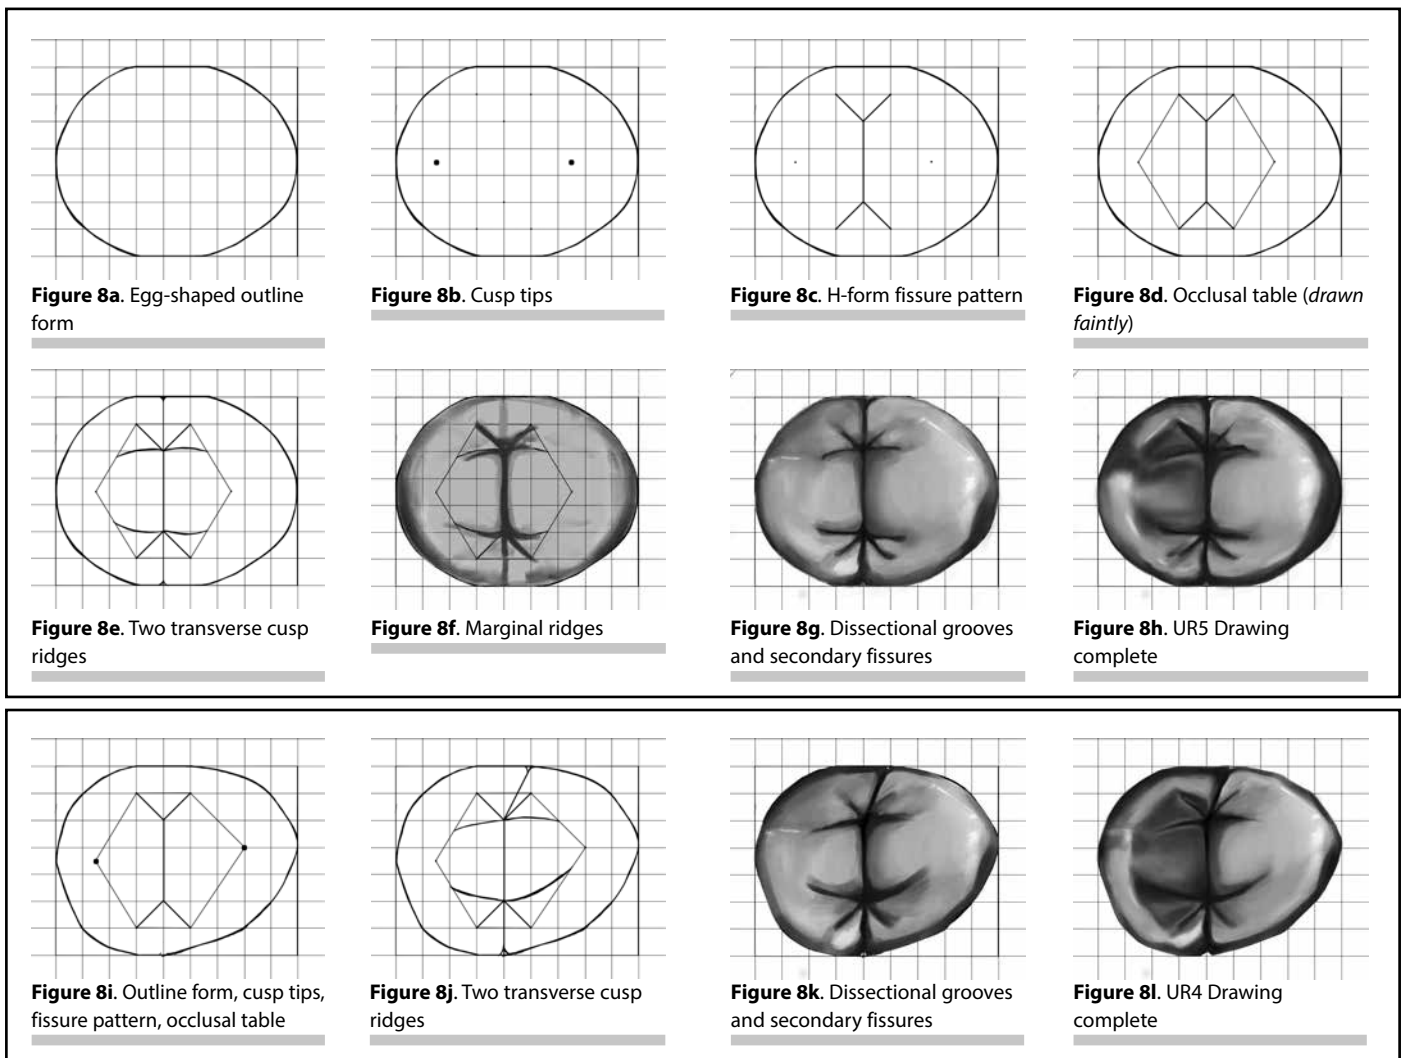 Figure 8a. Egg-shaped outline
form
Figure 8b. Cusp tips
Figure 8c. H-form fissure pattern
Figure 8d. Occlusal table (drawn
faintly)
Figure 8e. Two transverse cusp
ridges
Figure 8f. Marginal ridges
Figure 8g. Dissectional grooves
and secondary fissures
Figure 8h. UR5 Drawing
complete
Figure 8i. Outline form, cusp tips,
fissure pattern, occlusal table
Figure 8j. Two transverse cusp
ridges
Figure 8k. Dissectional grooves
and secondary fissures
Figure 8l. UR4 Drawing
complete